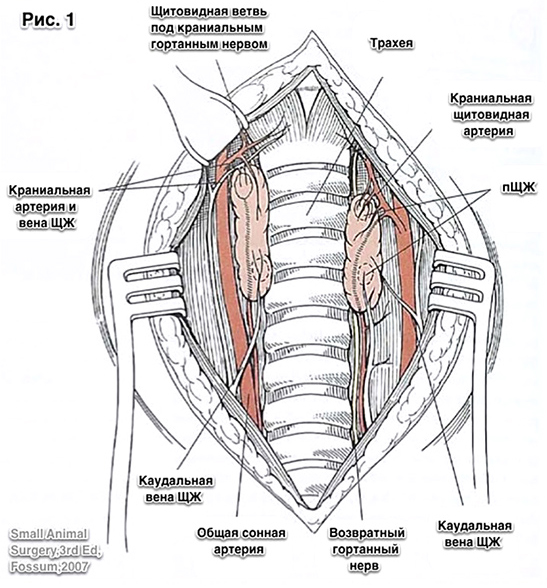 Рис. 1
Щитовидная ветвь
под краниальным
гортанным нервом
Трахея
Краниальная
щитовидная
артерия
пЩЖ
Краниальная
артерия и
вена ЩЖ
Каудальная
вена ЩЖ
Общая сонная
артерия
Возвратный
гортанный
нерв
Каудальная
вена ЩЖ
Small Animal
Surgery,3rd Ed,
Fossum,2007